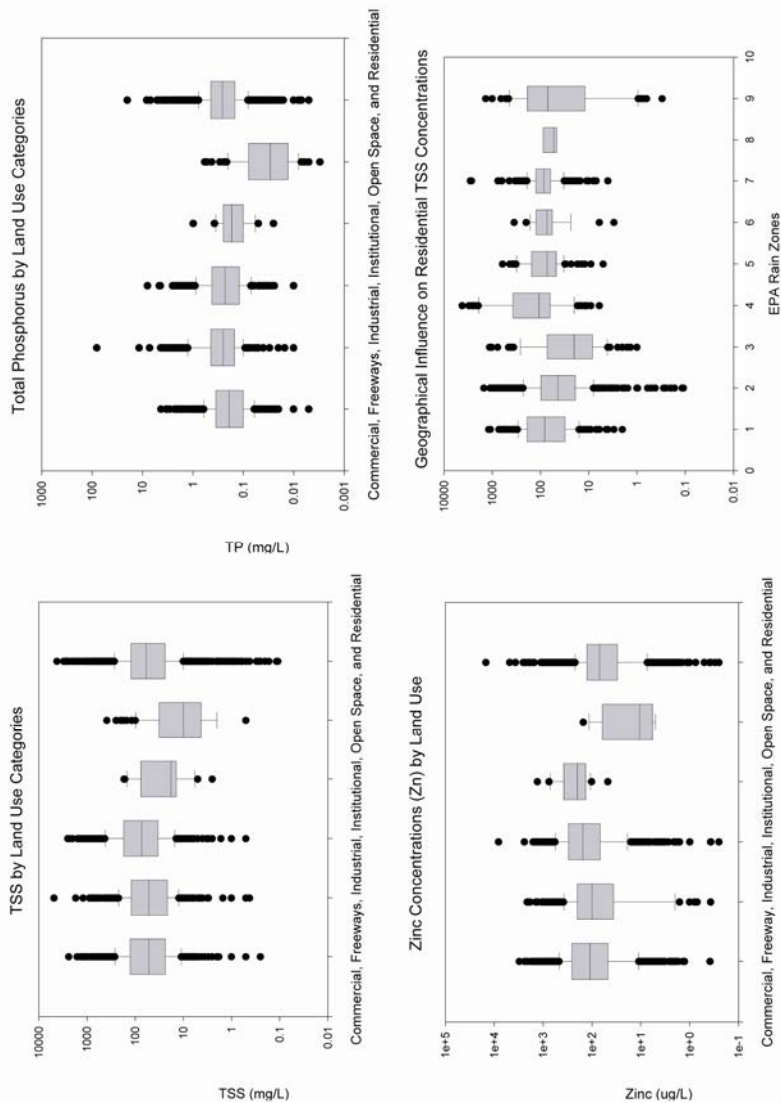 TSS by Land Use Categories
10000
1000
100
10
1
0.1
0.01
TSS (mg/L)
Commercial, Freeways, Industrial, Institutional, Open Space, and Residential
Total Phosphorus by Land Use Categories
1000
100
10
1
0.1
0.01
0.001
TP (mg/L)
Commercial, Freeways, Industrial, Institutional, Open Space, and Residential
Zinc Concentrations (Zn) by Land Use
1e+5
1e+4
1e+3
1e+2
1e+1
1e+0
1e-1
Zinc (ug/L)
Commercial, Freeway, Industrial, Institutional, Open Space, and Residential
Geographical Influence on Residential TSS Concentrations
10000
1000
100
10
1
0.1
0.01
0 1 2 3 4 5 6 7 8 9 10
EPA Rain Zones